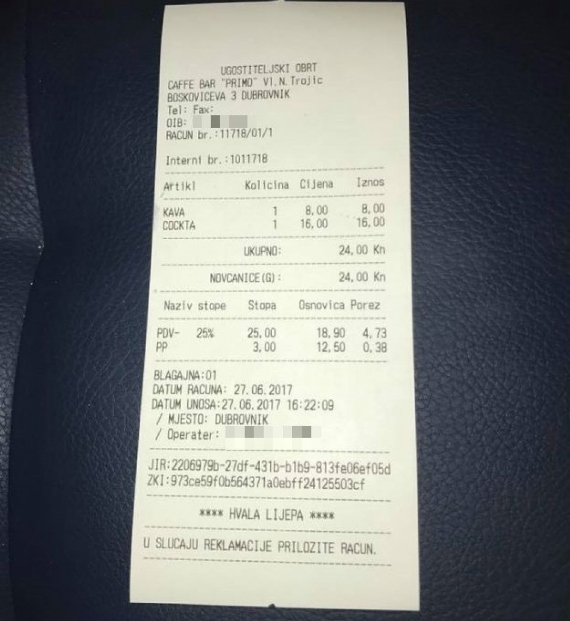 UGOSTITELJSKI OBRT
CAFFE BAR "PRIMO" Vl.N.Trojic
BOSKOVICEVA 3 DUBROVNIK
Tel: Fax:
OIB:
RACUN br.:11718/01/1
Interni br.:1011718
Artikl Kolicina Cijena Iznos
KAVA 1 8,00 8,00
COCKTA 1 16,00 16,00
UKUPNO: 24,00 Kn
NOVCANICE(G): 24,00 Kn
Naziv stope Stopa Osnovica Porez
PDV- 25% 25,00 18,90 4,73
PP 3,00 12,50 0,38
BLAGAJNA:01
DATUM RACUNA: 27.06.2017
DATUM UNOSA:27.06.2017 16:22:09
/ MJESTO: DUBROVNIK
/ Operater:
JIR:2206979b-27df-431b-b1b9-813fe06ef05d
ZKI:973ce59f0b564371a0ebff24125503cf
**** HVALA LIJEPA ****
U SLUCAJU REKLAMACIJE PRILOZITE RACUN.